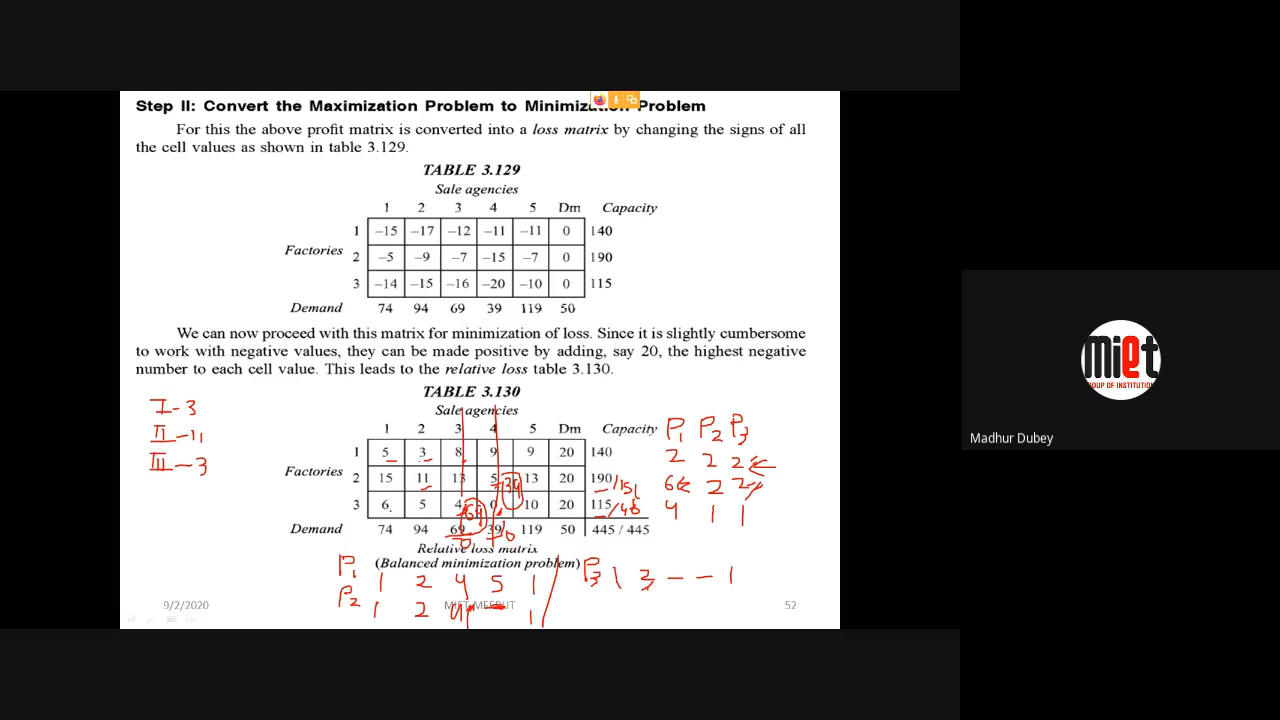 Step II: Convert the Maximization Problem to Minimization Problem
For this the above profit matrix is converted into a loss matrix by changing the signs of all
the cell values as shown in table 3.129.
TABLE 3.129
Sale agencies
1 2 3 4 5 Dm Capacity
1 –15 –17 –12 –11 –11 0 140
Factories 2 –5 –9 –7 –15 –7 0 190
3 –14 –15 –16 –20 –10 0 115
Demand 74 94 69 39 119 50
We can now proceed with this matrix for minimization of loss. Since it is slightly cumbersome
to work with negative values, they can be made positive by adding, say 20, the highest negative
number to each cell value. This leads to the relative loss table 3.130.
TABLE 3.130
Sale agencies
I - 3
II - 11
III - 3
1 2 3 4 5 Dm Capacity P1 P2 P3
1 5 3 8 9 9 20 140 2 2 2
Factories 2 15 11 13 5 13 20 190 6 2 2
3 6 5 4 0 10 20 115 4 1 1
Demand 74 94 69 39 119 50 445 / 445
Relative loss matrix
(Balanced minimization problem)
P1 1 2 4 5 1
P2 1 2 4 – 1
P3 1 3 – – 1
9/2/2020 MIET MEERUT 52
miet
GROUP OF INSTITUTION
Madhur Dubey